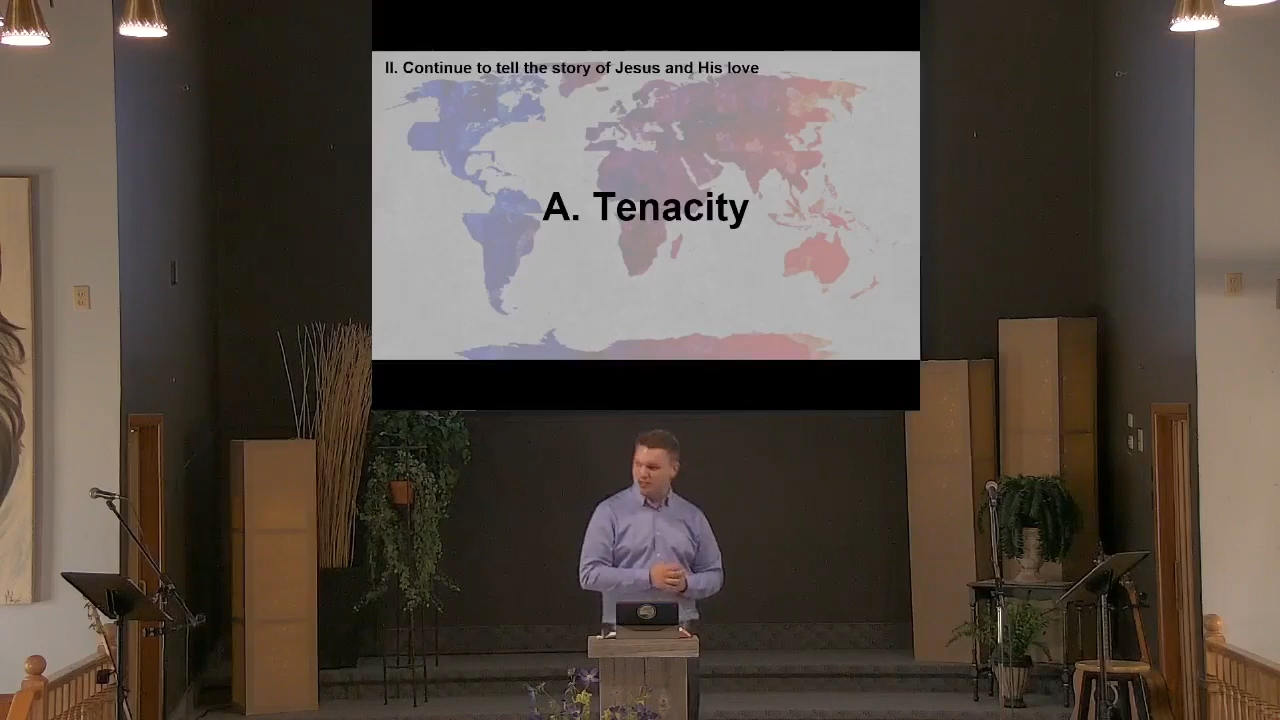 II. Continue to tell the story of Jesus and His love
A. Tenacity